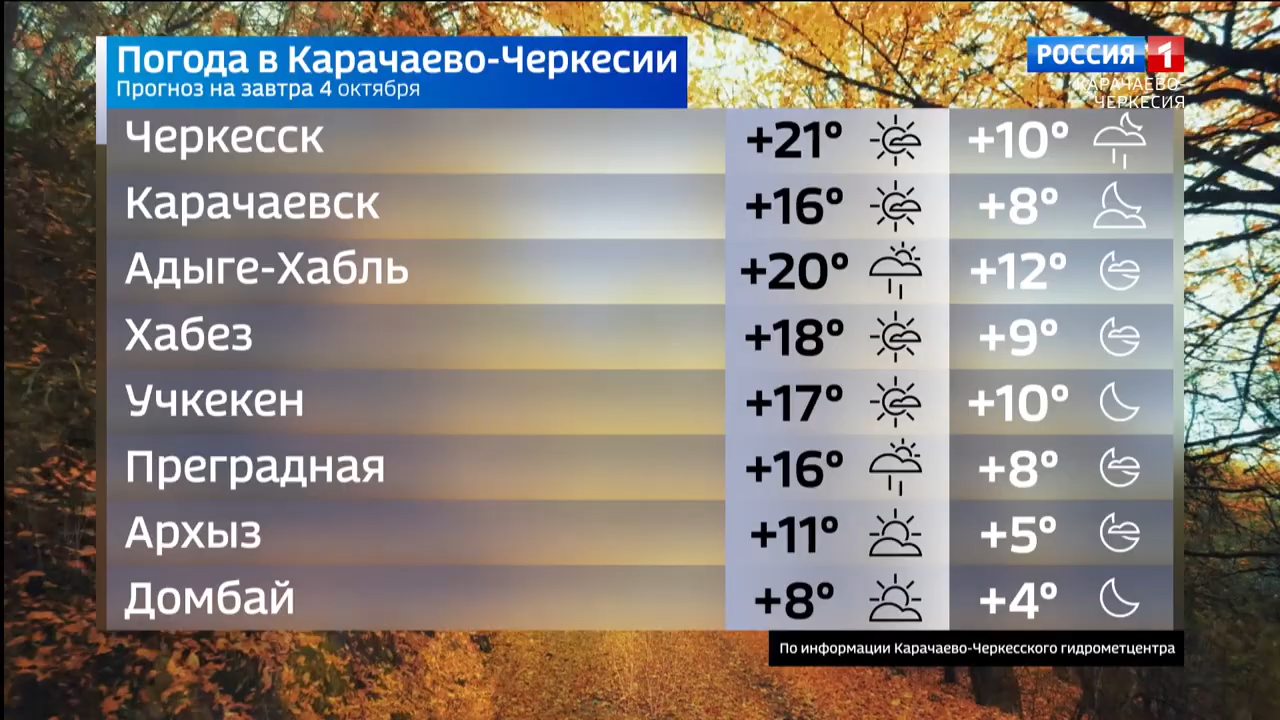 Погода в Карачаево-Черкесии
Прогноз на завтра 4 октября
РОССИЯ 1
КАРАЧАЕВО-
ЧЕРКЕСИЯ
Черкесск +21° +10°
Карачаевск +16° +8°
Адыге-Хабль +20° +12°
Хабез +18° +9°
Учкекен +17° +10°
Преградная +16° +8°
Архыз +11° +5°
Домбай +8° +4°
По информации Карачаево-Черкесского гидрометцентра